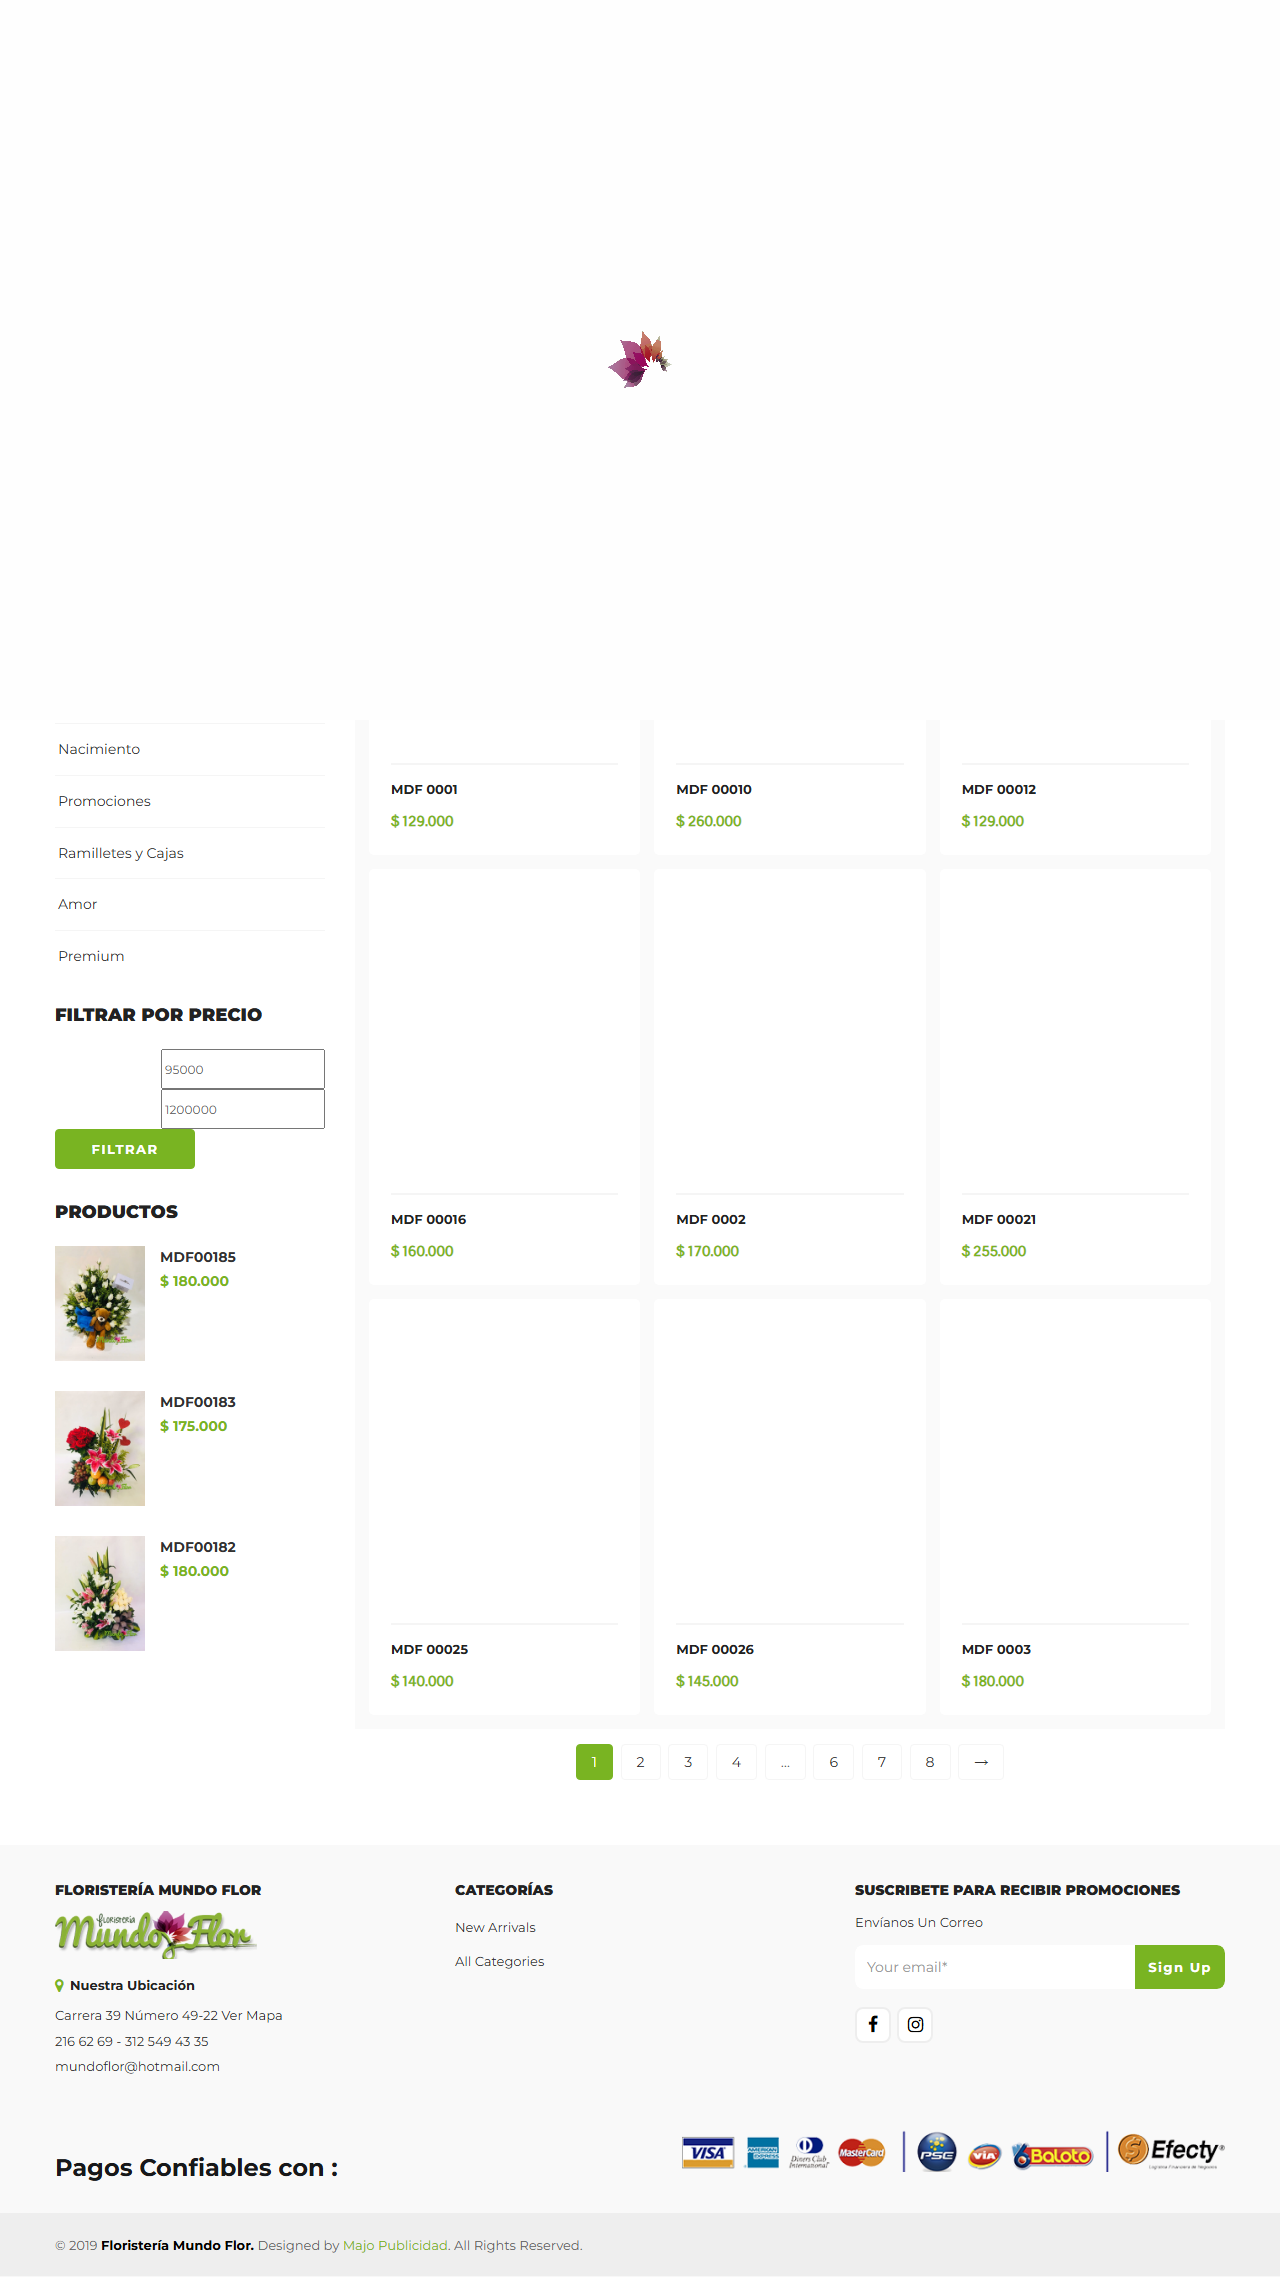 Nacimiento
Promociones
Ramilletes y Cajas
Amor
Premium
FILTRAR POR PRECIO
95000
1200000
FILTRAR
PRODUCTOS
MDF00185
$ 180.000
MDF00183
$ 175.000
MDF00182
$ 180.000
MDF 0001
$ 129.000
MDF 00010
$ 260.000
MDF 00012
$ 129.000
MDF 00016
$ 160.000
MDF 0002
$ 170.000
MDF 00021
$ 255.000
MDF 00025
$ 140.000
MDF 00026
$ 145.000
MDF 0003
$ 180.000
1 2 3 4 ... 6 7 8 →
FLORISTERÍA MUNDO FLOR
floristería
Mundo Flor
Nuestra Ubicación
Carrera 39 Número 49-22 Ver Mapa
216 62 69 - 312 549 43 35
mundoflor@hotmail.com
CATEGORÍAS
New Arrivals
All Categories
SUSCRIBETE PARA RECIBIR PROMOCIONES
Envíanos Un Correo
Your email*
Sign Up
Pagos Confiables con :
VISA
AMERICAN EXPRESS
Diners Club International
MasterCard
PSE
VIA
Baloto
Efecty
© 2019 Floristería Mundo Flor. Designed by Majo Publicidad. All Rights Reserved.